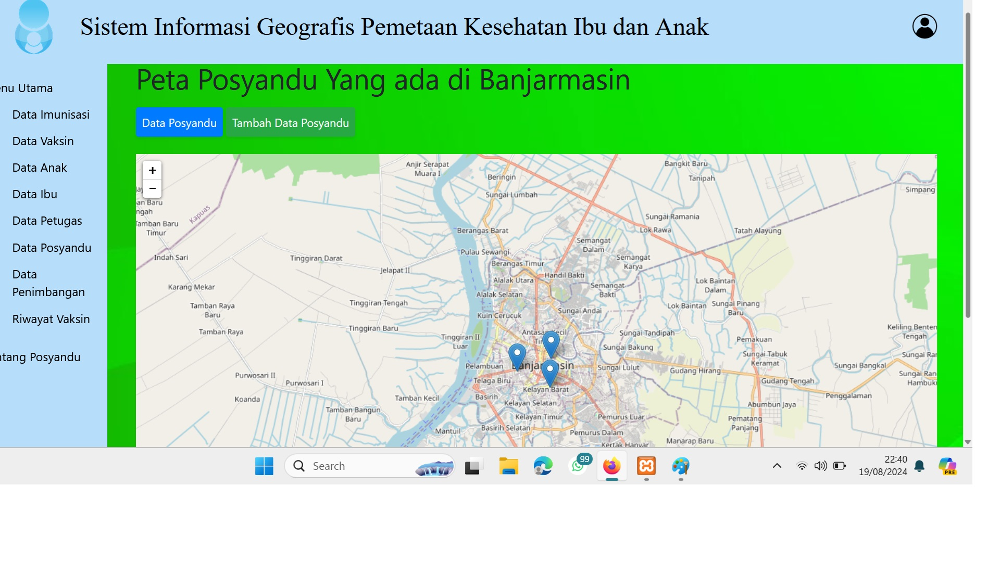 Sistem Informasi Geografis Pemetaan Kesehatan Ibu dan Anak
enu Utama
Data Imunisasi
Data Vaksin
Data Anak
Data Ibu
Data Petugas
Data Posyandu
Data
Penimbangan
Riwayat Vaksin
ntang Posyandu
Peta Posyandu Yang ada di Banjarmasin
Data Posyandu
Tambah Data Posyandu
+
−
Anjir Serapat
Muara I
Beringin
Sungai Lumbah
Bangkit Baru
Tanipah
Simpang
an Baru
ngah
Tamban Baru
Timur
Kapuas
Indah Sari
Berangas Barat
Sungai Ramania
Lok Rawa
Tatah Alayung
Semangat
Dalam
Pulau Sewangi
Tinggiran Darat
Jelapat II
Semangat
Karya
Berangas Timur
Handil Bakti
Alalak Utara
Karang Mekar
Semangat
Bakti
Lok Baintan
Dalam
Alalak Selatan
Tamban Raya
Baru
Tinggiran Tengah
Sungai Andai
Lok Baintan
Sungai Pinang
Baru
Kuin Cerucuk
Tinggiran Baru
Tamban Raya
Tinggiran II
Luar
Antasan Kecil
Sungai Tandipah
Pemakuan
Keliling Benten
Tengah
Sungai Bakung
Sungai Tabuk
Keramat
Sungai Ra
Pelambuan
Sungai Lulut
Gudang Hirang
Sungai Bangkal
Sungai Ran
Hambuku
Purwosari II
Purwosari I
Telaga Biru
Kelayan Barat
Gudang Tengah
Koanda
Tamban Kecil
Basirih
Kelayan Selatan
Penggalaman
Abumbun Jaya
Tamban Bangun
Baru
Kelayan Timur
Pemurus Luar
Pematang
Panjang
Mantuil
Basirih Selatan
Pemurus Dalam
Manarap Baru
Kertak Hanyar
Search
99
22:40
19/08/2024
PRE